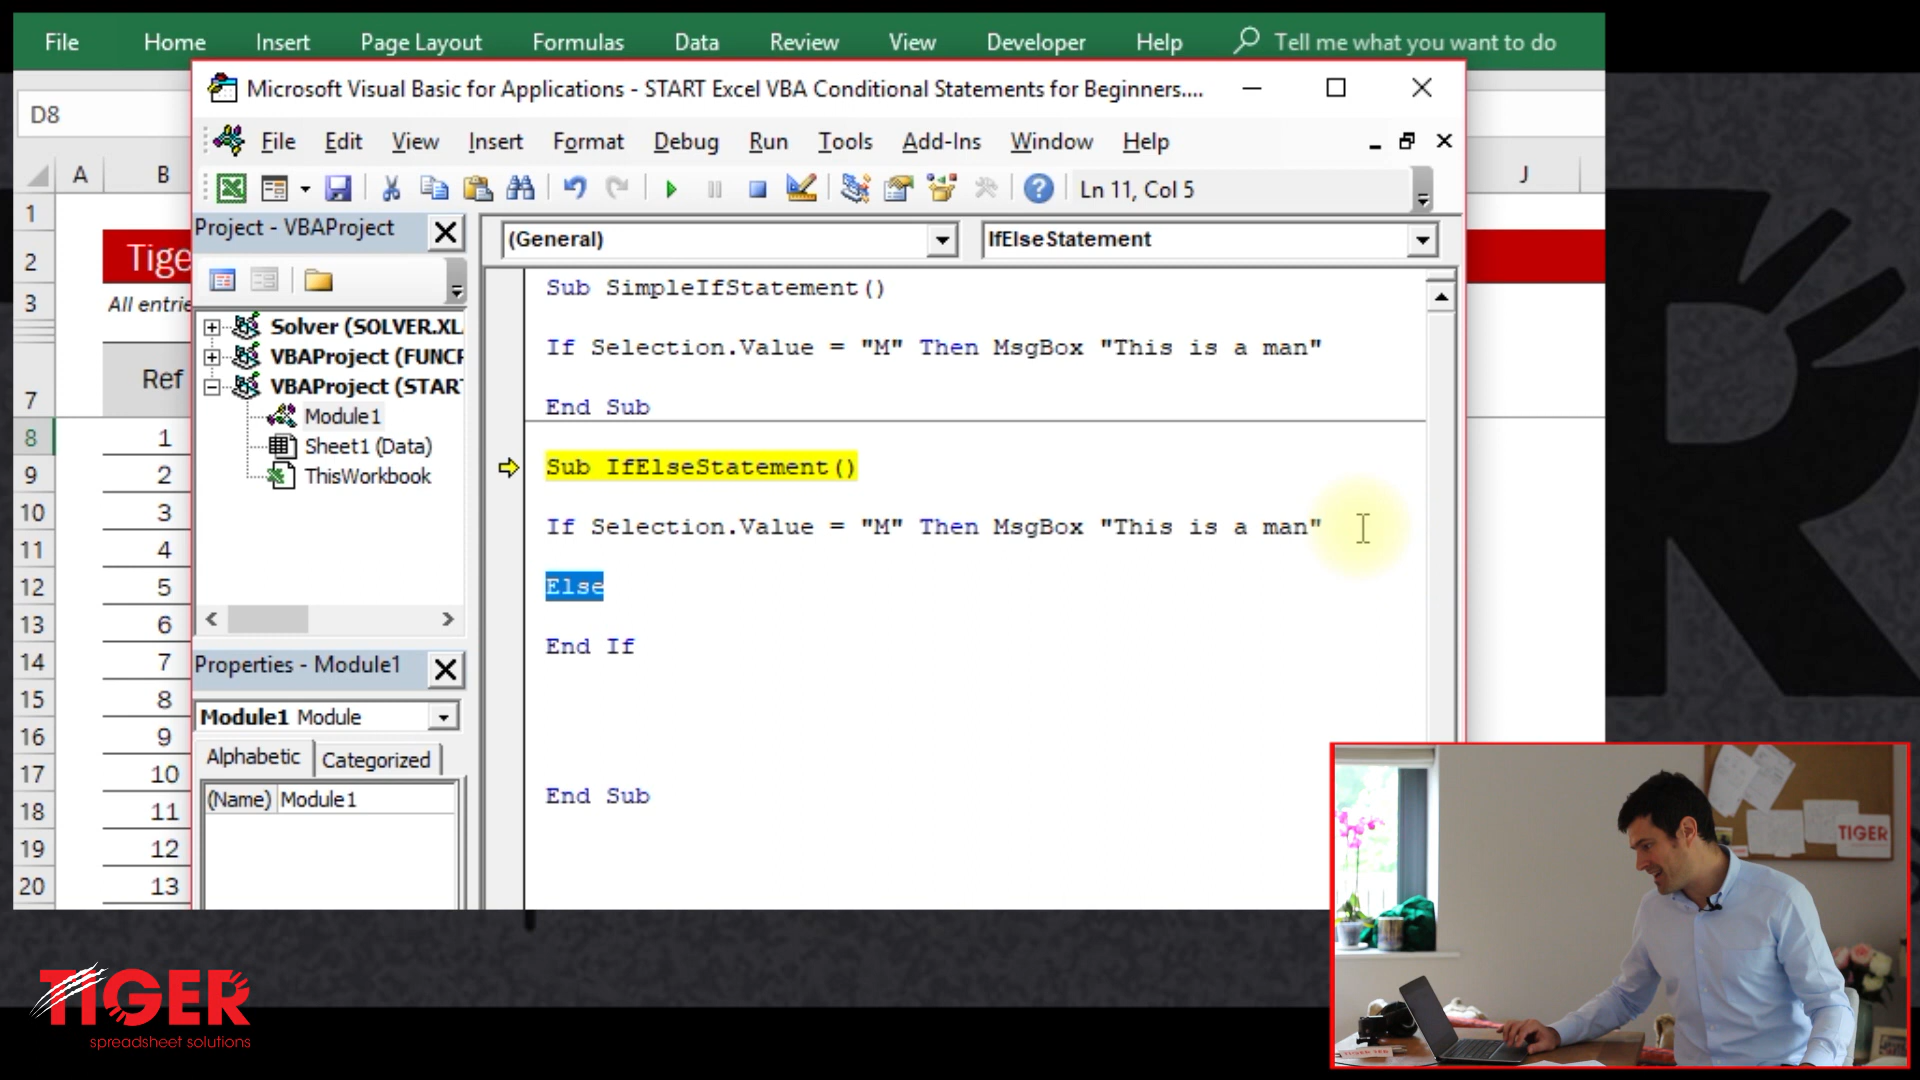 File Home Insert Page Layout Formulas Data Review View Developer Help Tell me what you want to do
Microsoft Visual Basic for Applications - START Excel VBA Conditional Statements for Beginners....
D8
File Edit View Insert Format Debug Run Tools Add-Ins Window Help
Ln 11, Col 5
A B J
Project - VBAProject
(General) IfElseStatement
1
2 Tige
3 All entrie
7 Ref
Solver (SOLVER.XL
VBAProject (FUNCR
VBAProject (START
Module1
Sheet1 (Data)
ThisWorkbook
Sub SimpleIfStatement()
If Selection.Value = "M" Then MsgBox "This is a man"
End Sub
Sub IfElseStatement()
If Selection.Value = "M" Then MsgBox "This is a man"
Else
End If
End Sub
8 1
9 2
10 3
11 4
12 5
13 6
14 7
15 8
16 9
17 10
18 11
19 12
20 13
Properties - Module1
Module1 Module
Alphabetic Categorized
(Name) Module1
TIGER
TIGER
spreadsheet solutions